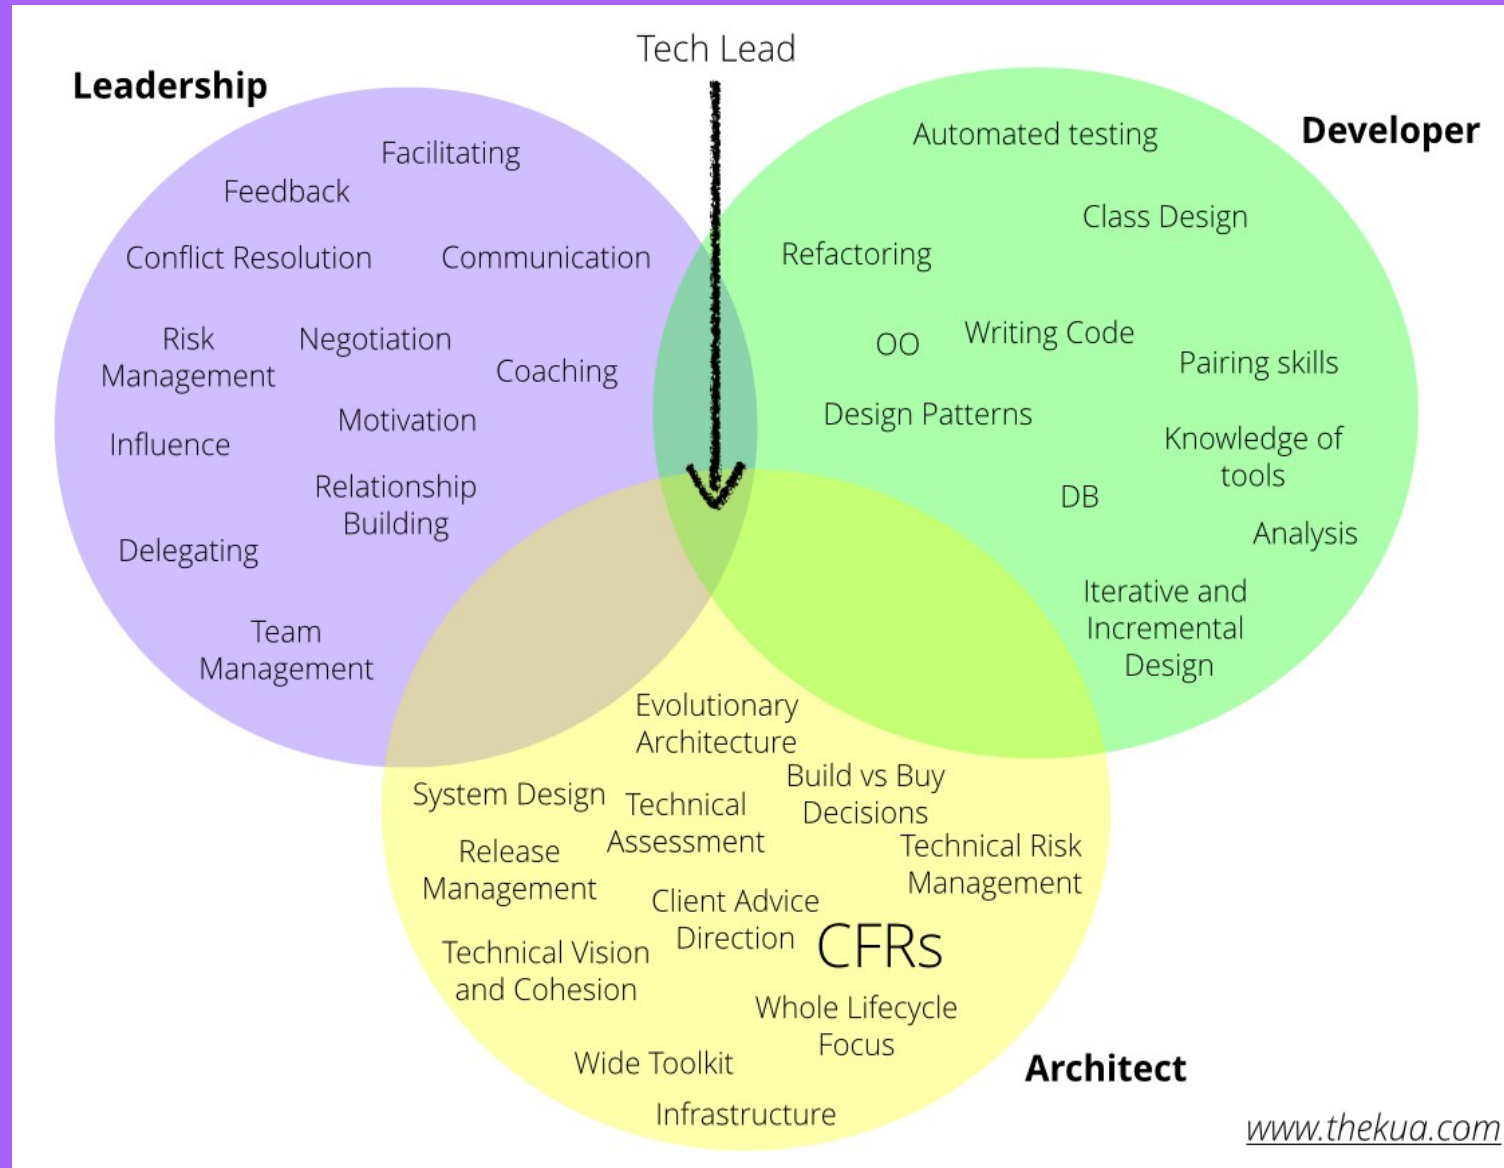 Tech Lead
Leadership
Facilitating
Feedback
Conflict Resolution
Communication
Risk
Management
Negotiation
Coaching
Motivation
Influence
Relationship
Building
Delegating
Team
Management
Developer
Automated testing
Class Design
Refactoring
OO
Writing Code
Pairing skills
Design Patterns
Knowledge of
tools
DB
Analysis
Iterative and
Incremental
Design
Evolutionary
Architecture
System Design
Technical
Assessment
Build vs Buy
Decisions
Release
Management
Technical Risk
Management
Client Advice
Direction
CFRs
Technical Vision
and Cohesion
Whole Lifecycle
Focus
Wide Toolkit
Infrastructure
Architect
www.thekua.com